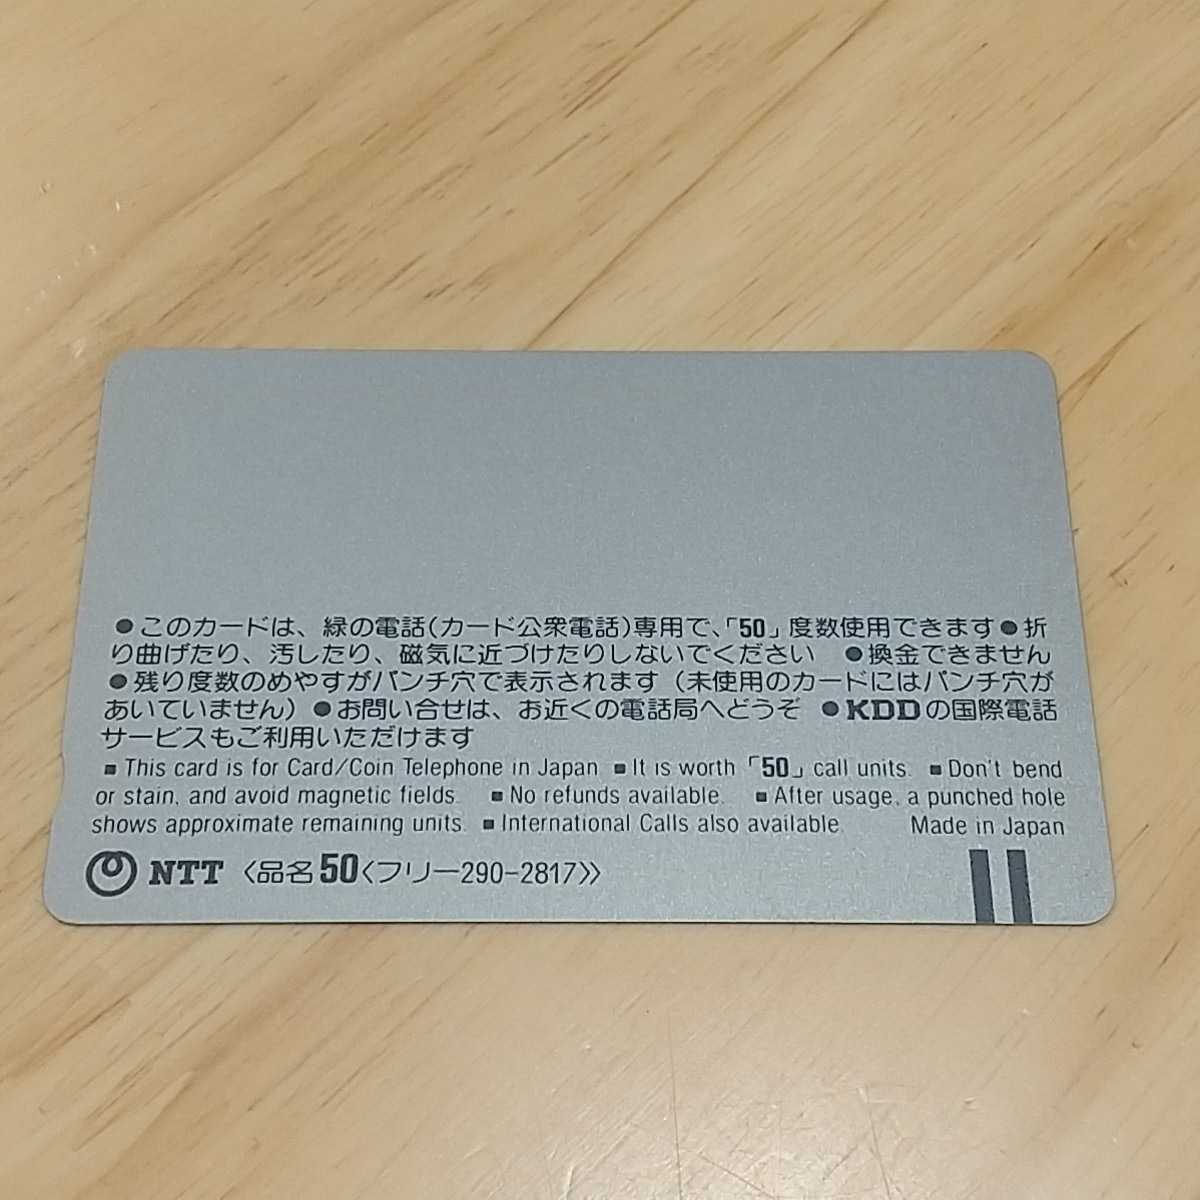 ●このカードは、緑の電話(カード公衆電話)専用で、｢50｣度数使用できます●折
り曲げたり、汚したり、磁気に近づけたりしないでください ●換金できません
●残り度数のめやすがパンチ穴で表示されます(未使用のカードにはパンチ穴が
あいていません)●お問い合せは、お近くの電話局へどうぞ ●KDDの国際電話
サービスもご利用いただけます
■This card is for Card/Coin Telephone in Japan ■It is worth ｢50｣ call units. ■Don't bend
or stain, and avoid magnetic fields. ■No refunds available. ■After usage, a punched hole
shows approximate remaining units. ■International Calls also available. Made in Japan
NTT 〈品名50〈フリー290-2817〉〉